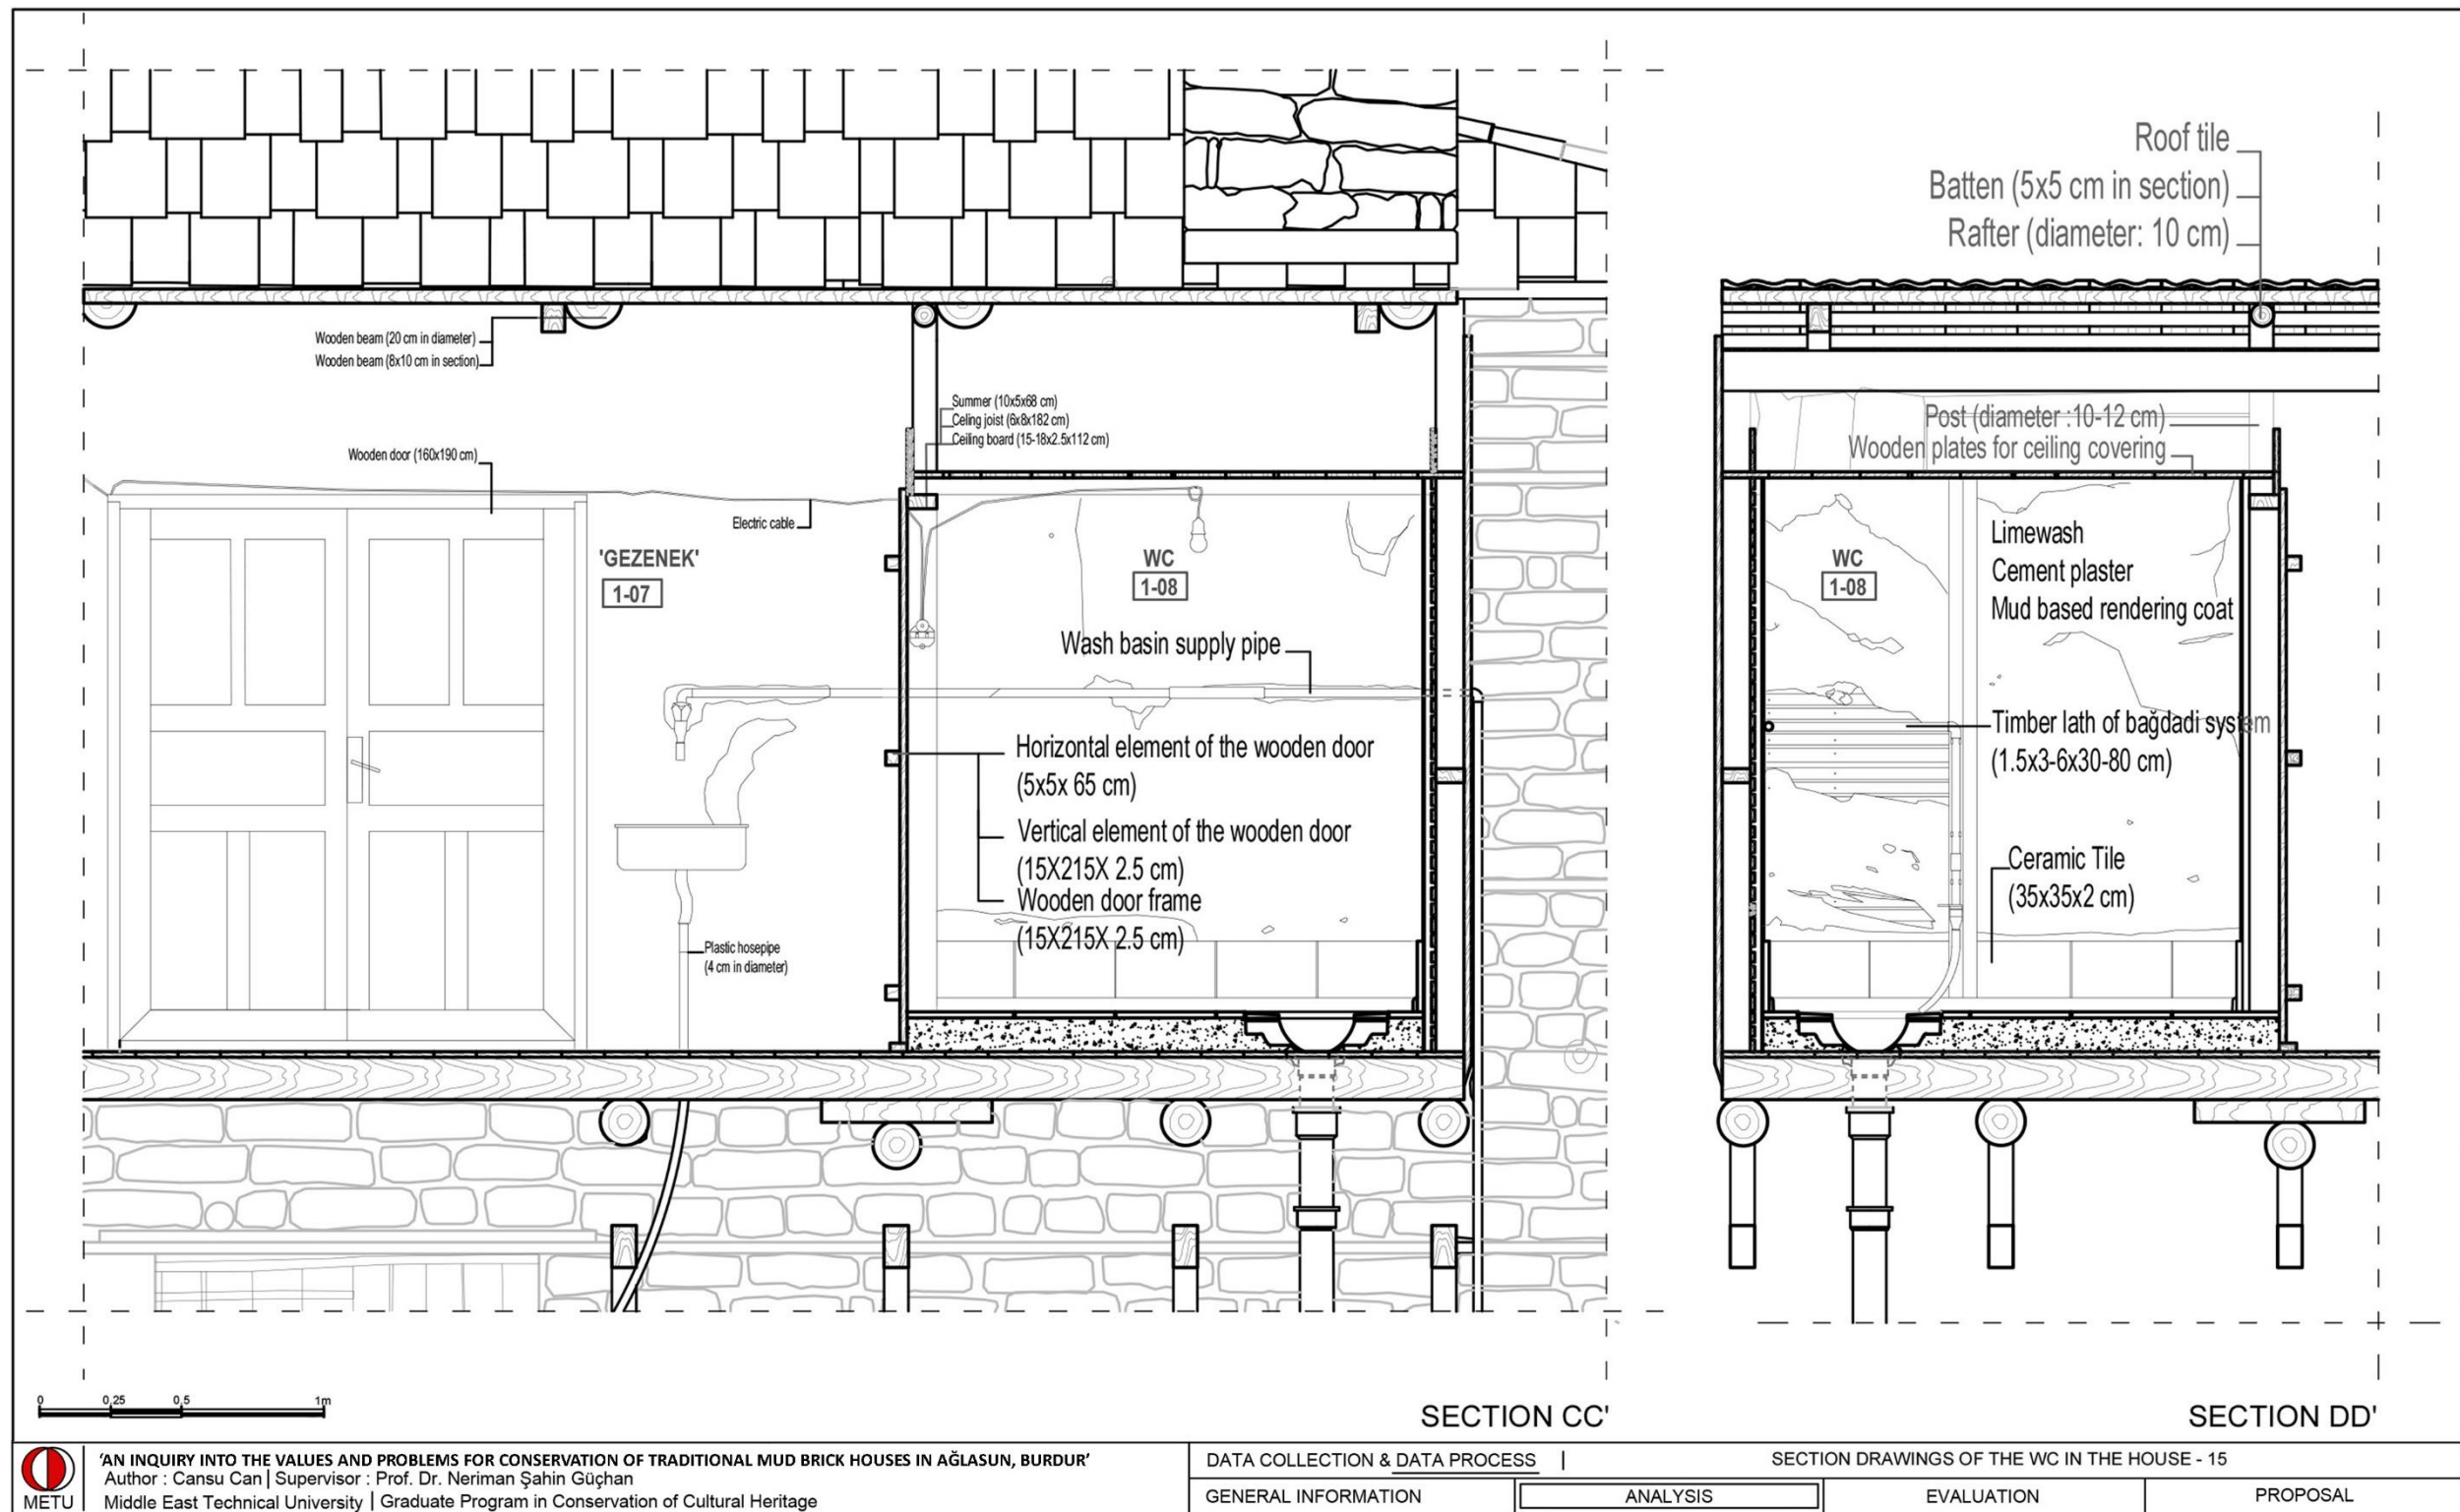 Roof tile
Batten (5x5 cm in section)
Rafter (diameter: 10 cm)
Wooden beam (20 cm in diameter)
Wooden beam (8x10 cm in section)
Summer (10x5x68 cm)
Celing joist (6x8x182 cm)
Ceiling board (15-18x2.5x112 cm)
Wooden door (160x190 cm)
Electric cable
'GEZENEK'
1-07
WC
1-08
Wash basin supply pipe
Horizontal element of the wooden door
(5x5x 65 cm)
Vertical element of the wooden door
(15X215X 2.5 cm)
Wooden door frame
(15X215X 2.5 cm)
Plastic hosepipe
(4 cm in diameter)
Post (diameter :10-12 cm)
Wooden plates for ceiling covering
WC
1-08
Limewash
Cement plaster
Mud based rendering coat
Timber lath of bağdadi system
(1.5x3-6x30-80 cm)
Ceramic Tile
(35x35x2 cm)
0 0,25 0,5 1m
SECTION CC'
SECTION DD'
METU
'AN INQUIRY INTO THE VALUES AND PROBLEMS FOR CONSERVATION OF TRADITIONAL MUD BRICK HOUSES IN AĞLASUN, BURDUR'
Author : Cansu Can | Supervisor : Prof. Dr. Neriman Şahin Güçhan
Middle East Technical University | Graduate Program in Conservation of Cultural Heritage
DATA COLLECTION & DATA PROCESS | SECTION DRAWINGS OF THE WC IN THE HOUSE - 15
GENERAL INFORMATION ANALYSIS EVALUATION PROPOSAL